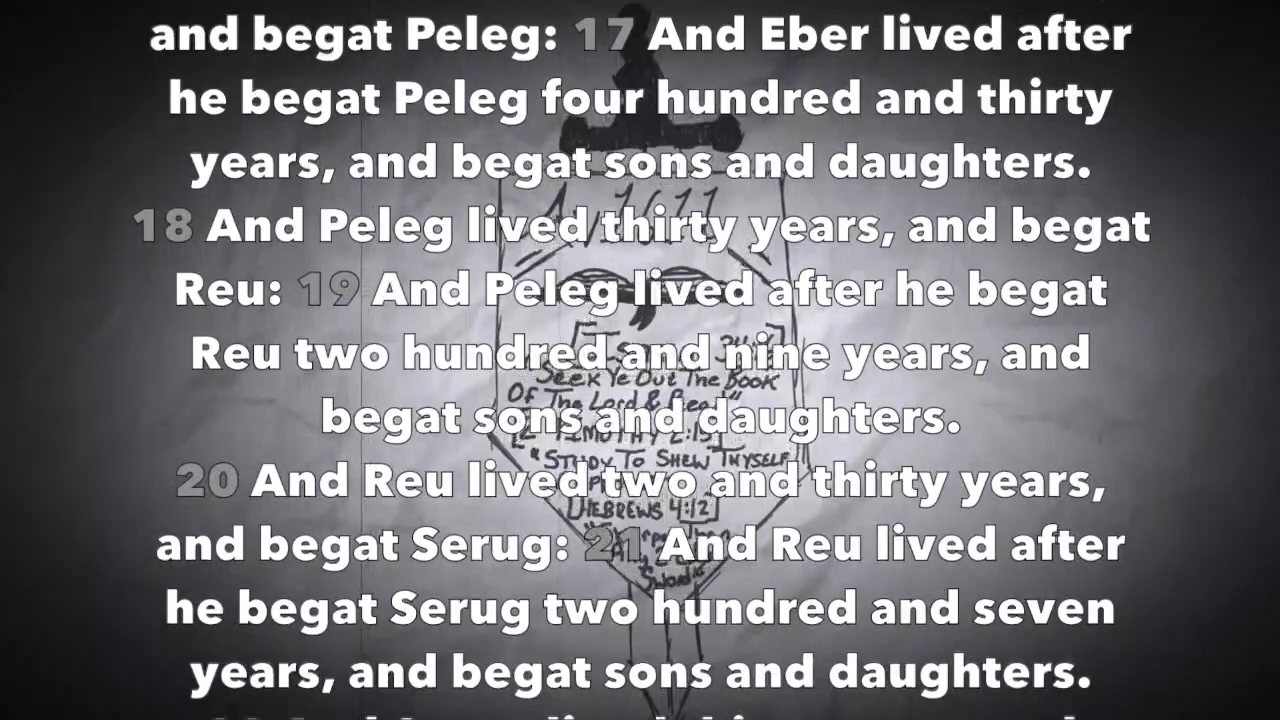 and begat Peleg: 17 And Eber lived after
he begat Peleg four hundred and thirty
years, and begat sons and daughters.
18 And Peleg lived thirty years, and begat
Reu: 19 And Peleg lived after he begat
Reu two hundred and nine years, and
begat sons and daughters.
20 And Reu lived two and thirty years,
and begat Serug: 21 And Reu lived after
he begat Serug two hundred and seven
years, and begat sons and daughters.
1611
Seek Ye Out The Book
Of The Lord & Read"
TIMOTHY 2:15]
"STUDY TO SHEW THYSELF
[HEBREWS 4:12]
Sword"